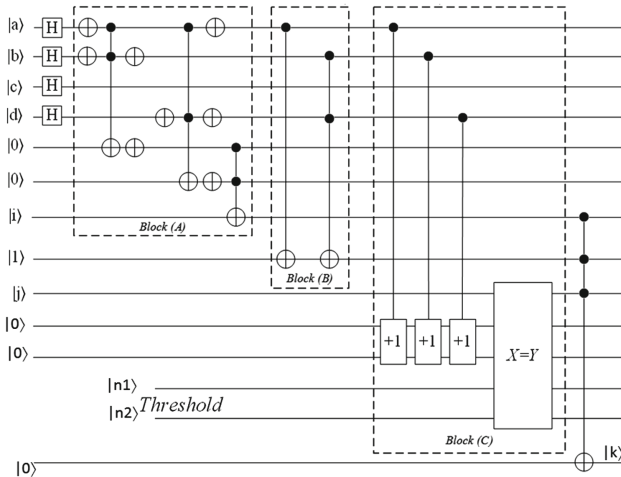 |a⟩ H
|b⟩ H
|c⟩ H
|d⟩ H
|0⟩
|0⟩
Block (A)
|i⟩
|1⟩
Block (B)
|j⟩
|0⟩ +1 +1 +1
|0⟩ X=Y
|n1⟩
|n2⟩ Threshold
Block (C)
|0⟩ |k⟩